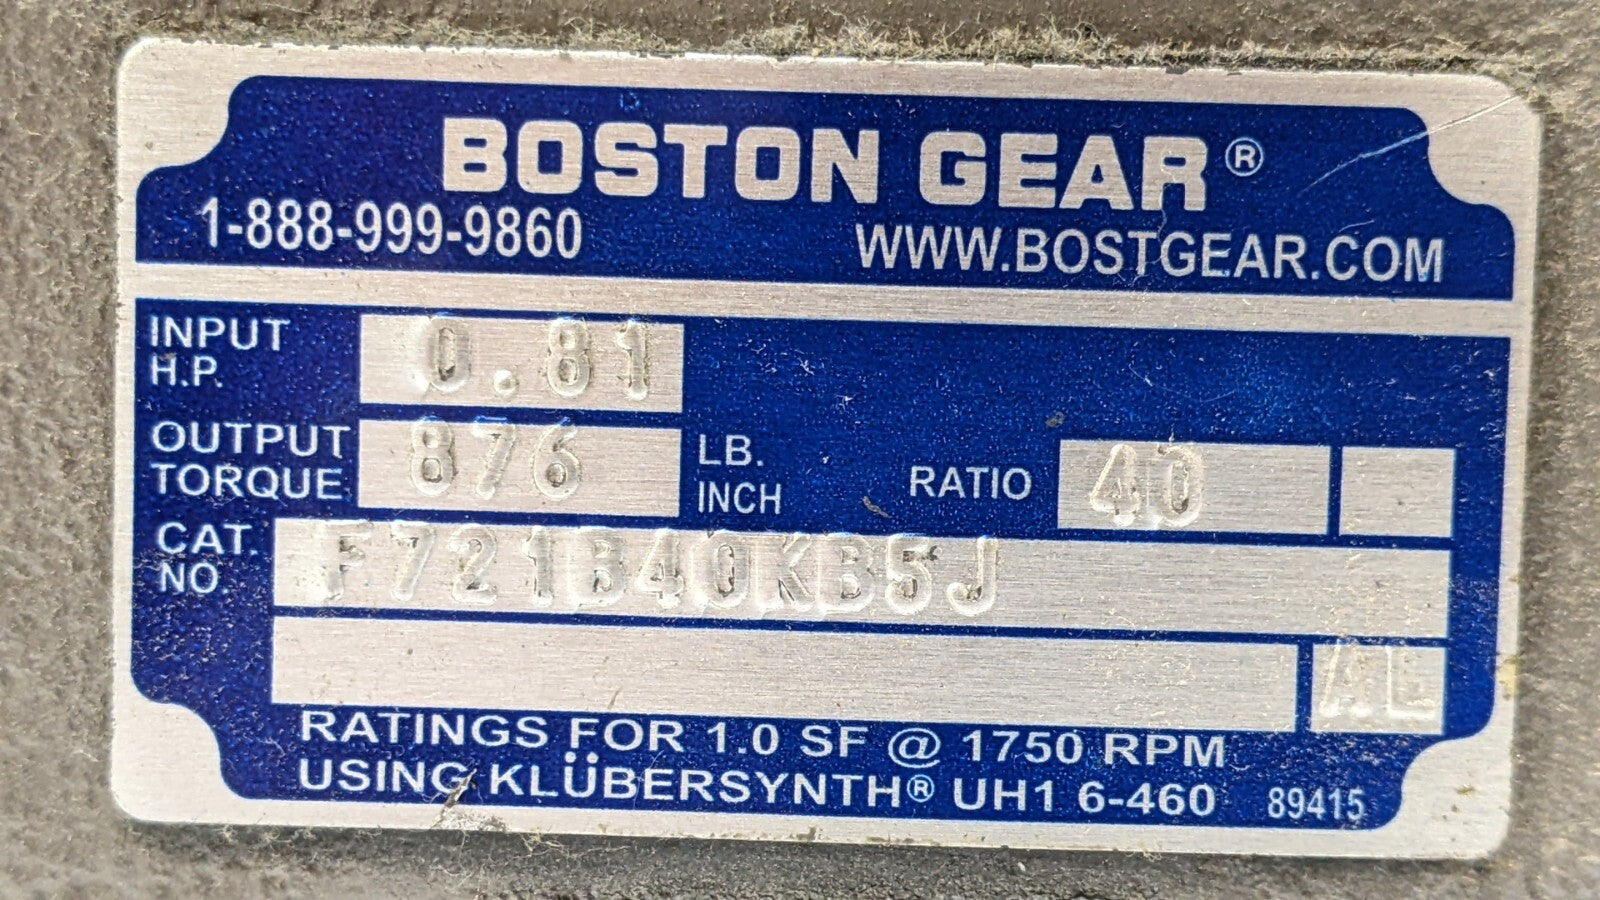 BOSTON GEAR®
1-888-999-9860 WWW.BOSTGEAR.COM
INPUT H.P. 0.81
OUTPUT TORQUE 876 LB. INCH RATIO 40
CAT. NO. F721B40KB5J
AL
RATINGS FOR 1.0 SF @ 1750 RPM
USING KLÜBERSYNTH® UH1 6-460 89415